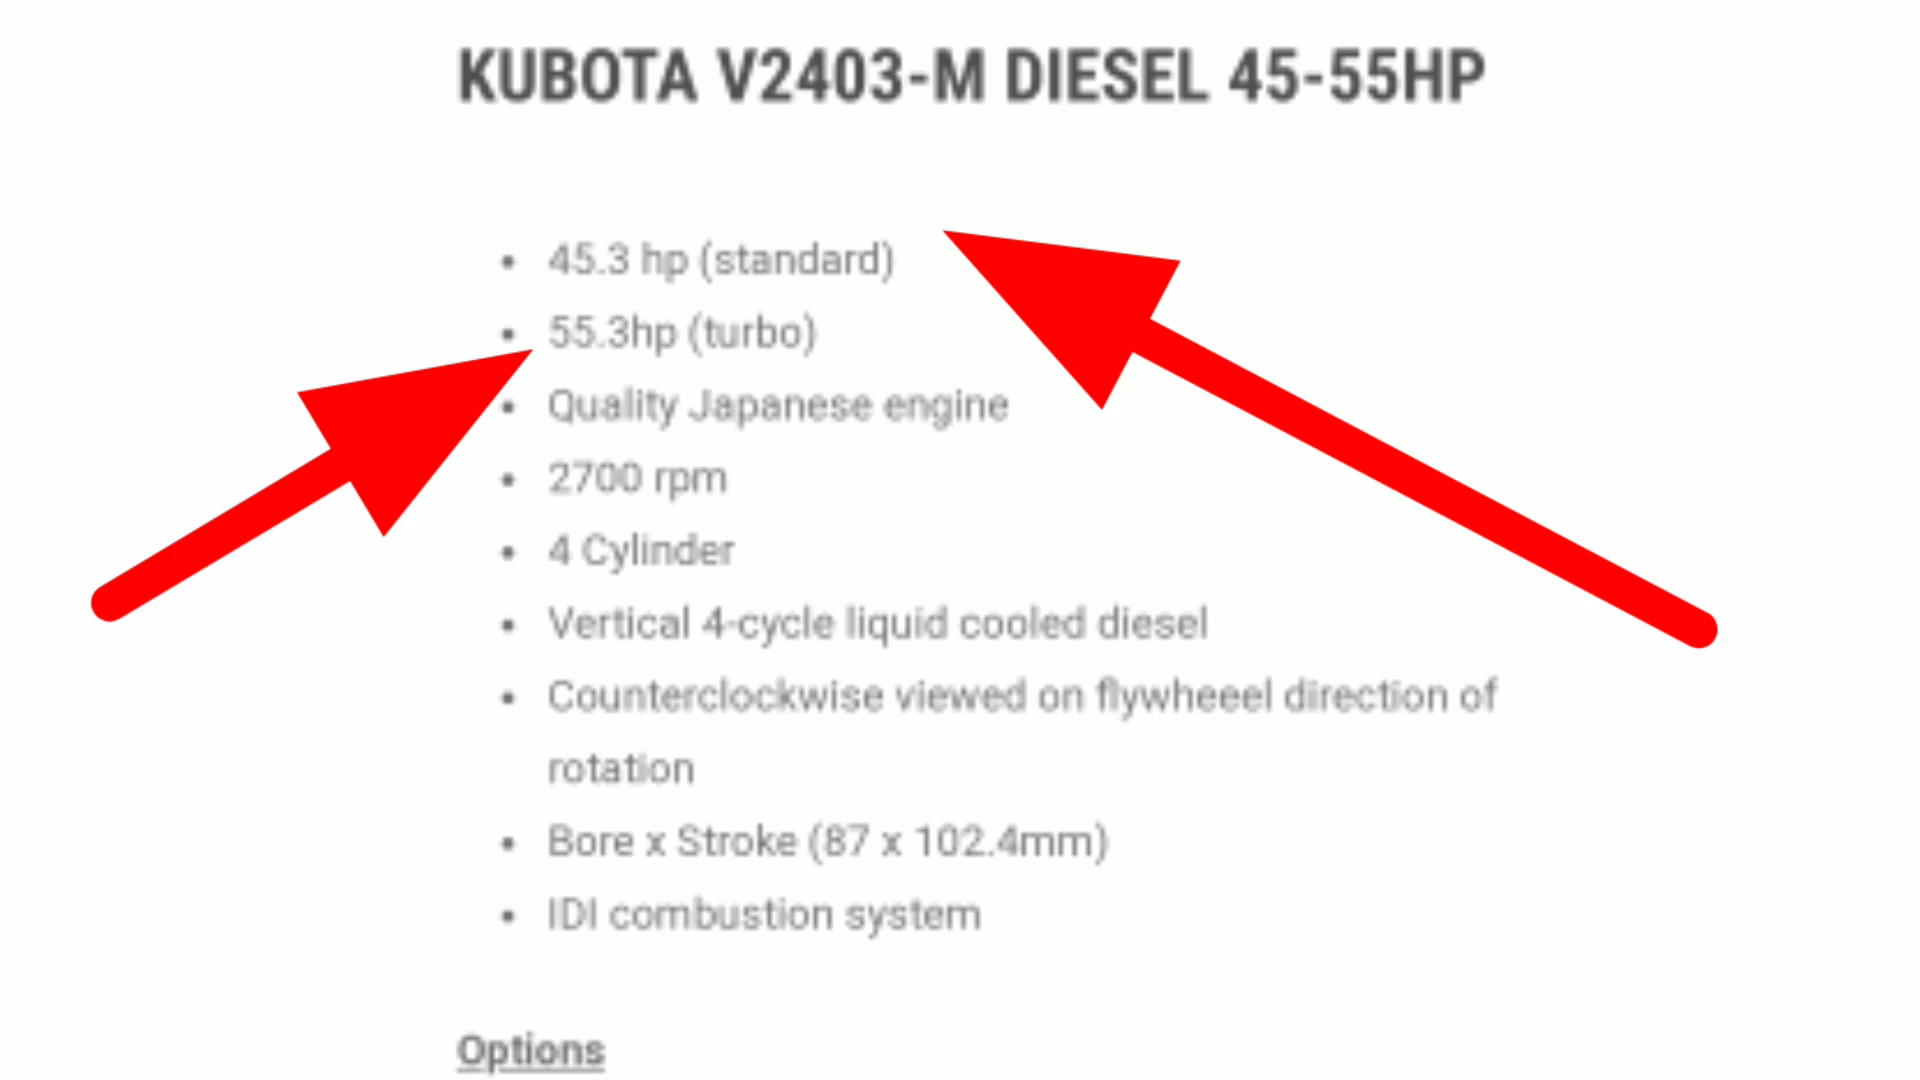 KUBOTA V2403-M DIESEL 45-55HP
• 45.3 hp (standard)
• 55.3hp (turbo)
• Quality Japanese engine
• 2700 rpm
• 4 Cylinder
• Vertical 4-cycle liquid cooled diesel
• Counterclockwise viewed on flywheeel direction of
rotation
• Bore x Stroke (87 x 102.4mm)
• IDI combustion system
Options